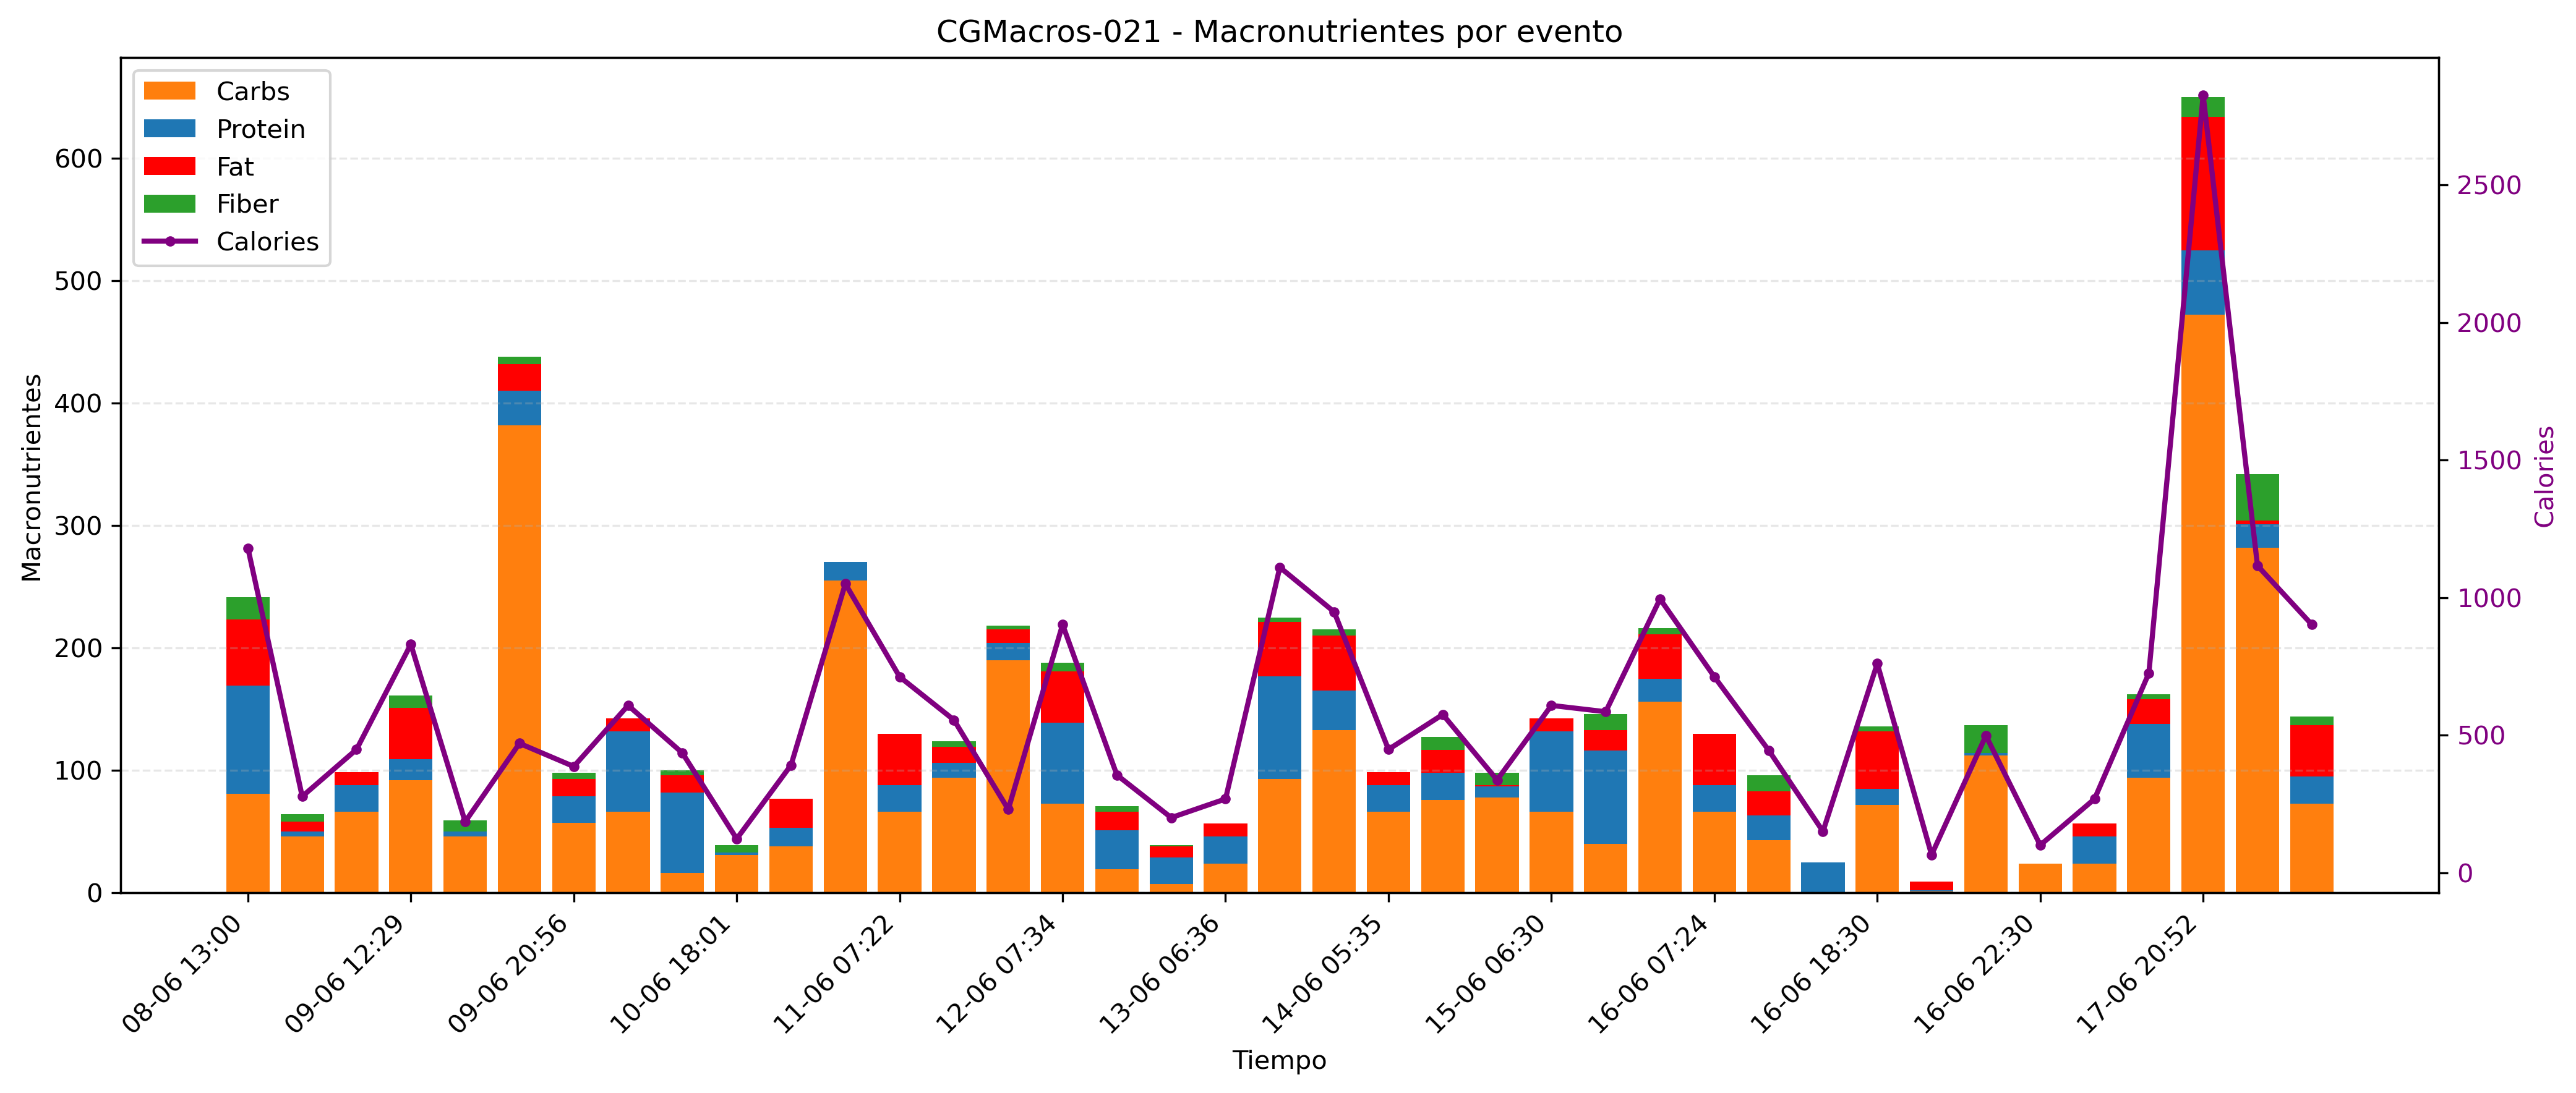 CGMacros-021 - Macronutrientes por evento
Carbs
Protein
Fat
Fiber
Calories
Macronutrientes
600
500
400
300
200
100
0
2500
2000
1500
1000
500
0
Calories
08-06 13:00
09-06 12:29
09-06 20:56
10-06 18:01
11-06 07:22
12-06 07:34
13-06 06:36
14-06 05:35
15-06 06:30
16-06 07:24
16-06 18:30
16-06 22:30
17-06 20:52
Tiempo